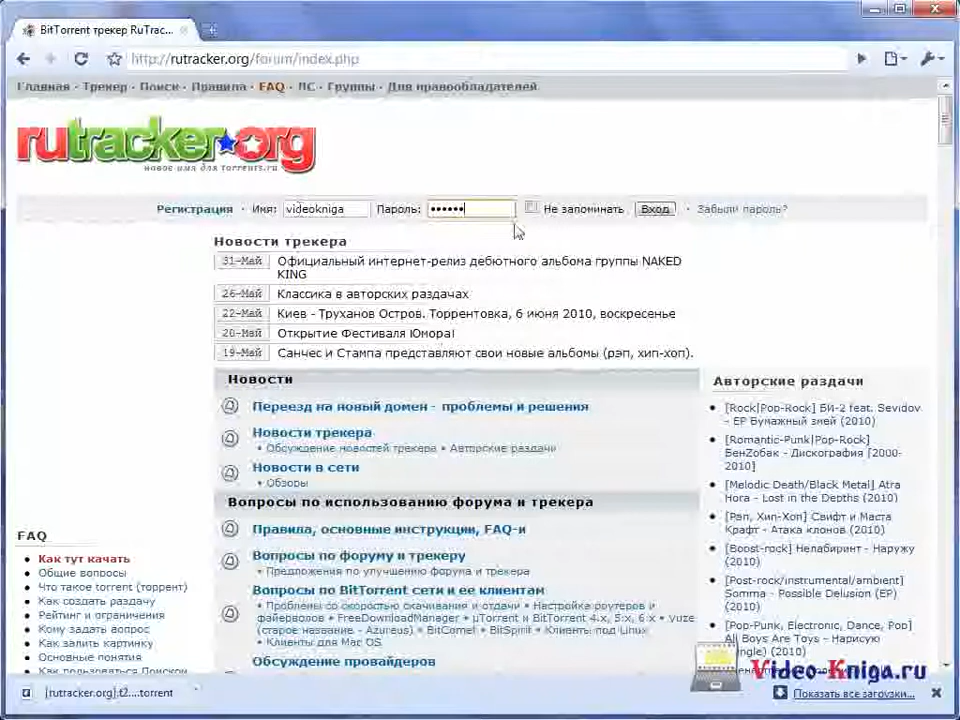 BitTorrent трекер RuTrac...
http://rutracker.org/forum/index.php
Главная · Трекер · Поиск · Правила · FAQ · ЛС · Группы · Для правообладателей
rutracker.org
новое имя для torrents.ru
Регистрация · Имя: videokniga Пароль: •••••• Не запоминать Вход · Забыли пароль?
Новости трекера
31-Май Официальный интернет-релиз дебютного альбома группы NAKED
KING
26-Май Классика в авторских раздачах
22-Май Киев - Труханов Остров. Торрентовка, 6 июня 2010, воскресенье
20-Май Открытие Фестиваля Юмора!
19-Май Санчес и Стампа представляют свои новые альбомы (рэп, хип-хоп).
Новости
Переезд на новый домен - проблемы и решения
Новости трекера
• Обсуждение новостей трекера • Авторские раздачи
Новости в сети
• Обзоры
Вопросы по использованию форума и трекера
Правила, основные инструкции, FAQ-и
Вопросы по форуму и трекеру
• Предложения по улучшению форума и трекера
Вопросы по BitTorrent сети и ее клиентам
• Проблемы со скоростью скачивания и отдачи • Настройка роутеров и
файерволов • FreeDownloadManager • µTorrent и BitTorrent 4.x, 5.x, 6.x • Vuze
(старое название - Azureus) • BitComet • BitSpirit • Клиенты под Linux
• Клиенты для Mac OS
Обсуждение провайдеров
Авторские раздачи
• [Rock|Pop-Rock] БИ-2 feat. Sevidov
- EP Бумажный змей (2010)
• [Romantic-Punk|Pop-Rock]
БенЗобак - Дискография [2000-
2010]
• [Melodic Death/Black Metal] Atra
Hora - Lost in the Depths (2010)
• [Рэп, Хип-Хоп] Свифт и Маста
Крафт - Атака клонов (2010)
• [Boost-rock] Нелабиринт - Наружу
(2010)
• [Post-rock/instrumental/ambient]
Somma - Possible Delusion (EP)
(2010)
• [Pop-Punk, Electronic, Dance, Pop]
All Boys Are Toys - Нарисую
(2010)
FAQ
• Как тут качать
• Общие вопросы
• Что такое torrent (торрент)
• Как создать раздачу
• Рейтинг и ограничения
• Кому задать вопрос
• Как залить картинку
• Основные понятия
• Как пользоваться Поиском
Video-Kniga.ru
[rutracker.org].t2....torrent
Показать все загрузки...